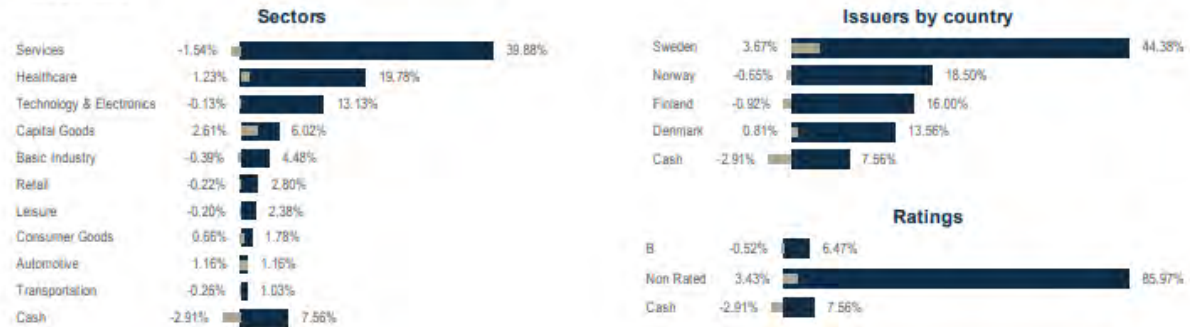 Sectors
Services -1.54% 39.88%
Healthcare 1.23% 19.78%
Technology & Electronics -0.13% 13.13%
Capital Goods 2.61% 6.02%
Basic Industry -0.39% 4.48%
Retail -0.22% 2.80%
Leisure -0.20% 2.38%
Consumer Goods 0.66% 1.78%
Automotive 1.16% 1.16%
Transportation -0.26% 1.03%
Cash -2.91% 7.56%
Issuers by country
Sweden 3.67% 44.38%
Norway -0.65% 18.50%
Finland -0.92% 16.00%
Denmark 0.81% 13.56%
Cash -2.91% 7.56%
Ratings
B -0.52% 6.47%
Non Rated 3.43% 85.97%
Cash -2.91% 7.56%